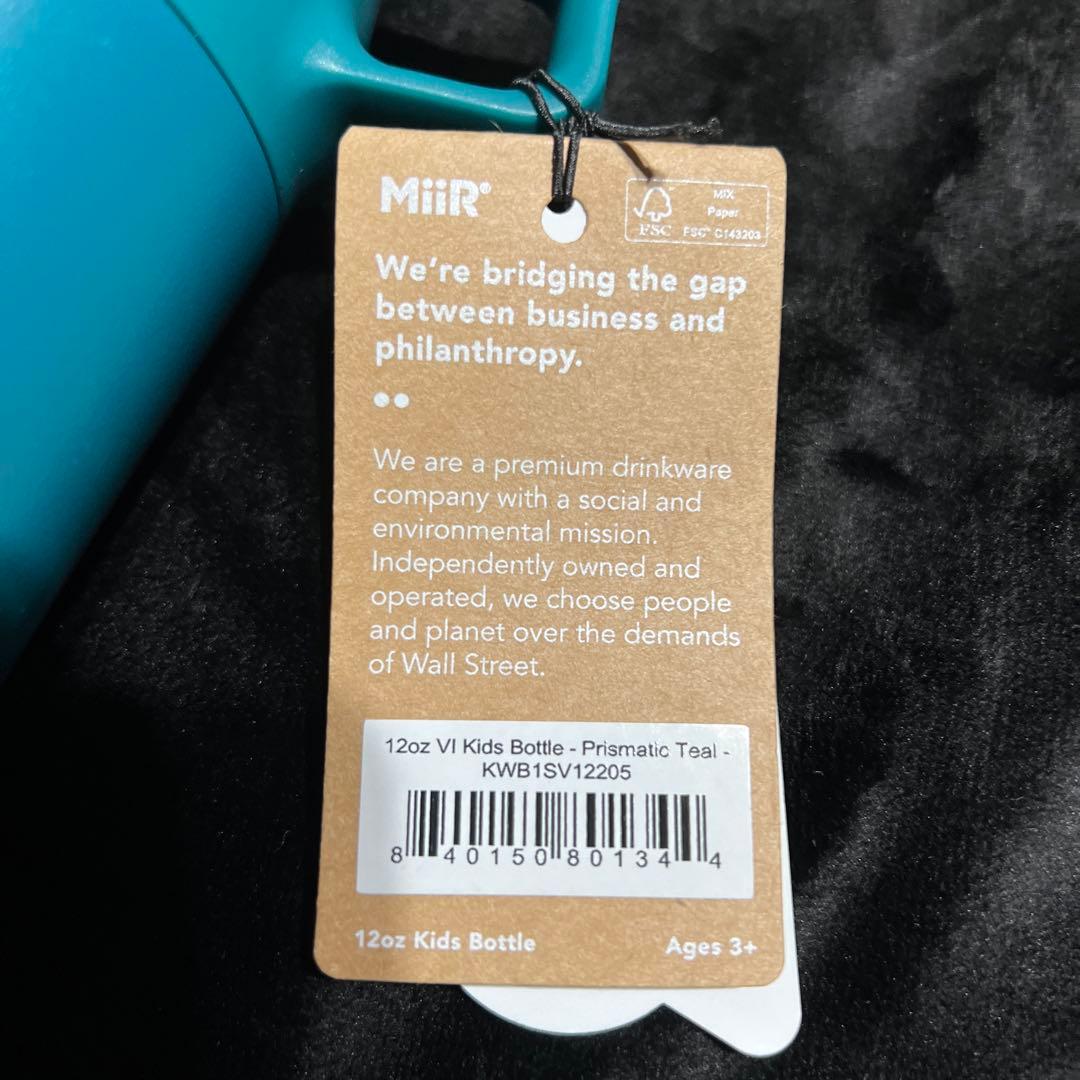 MiiR®
FSC
MIX
Paper
FSC® C143203
We're bridging the gap
between business and
philanthropy.
We are a premium drinkware
company with a social and
environmental mission.
Independently owned and
operated, we choose people
and planet over the demands
of Wall Street.
12oz VI Kids Bottle - Prismatic Teal -
KWB1SV12205
8 40150 80134 4
12oz Kids Bottle
Ages 3+